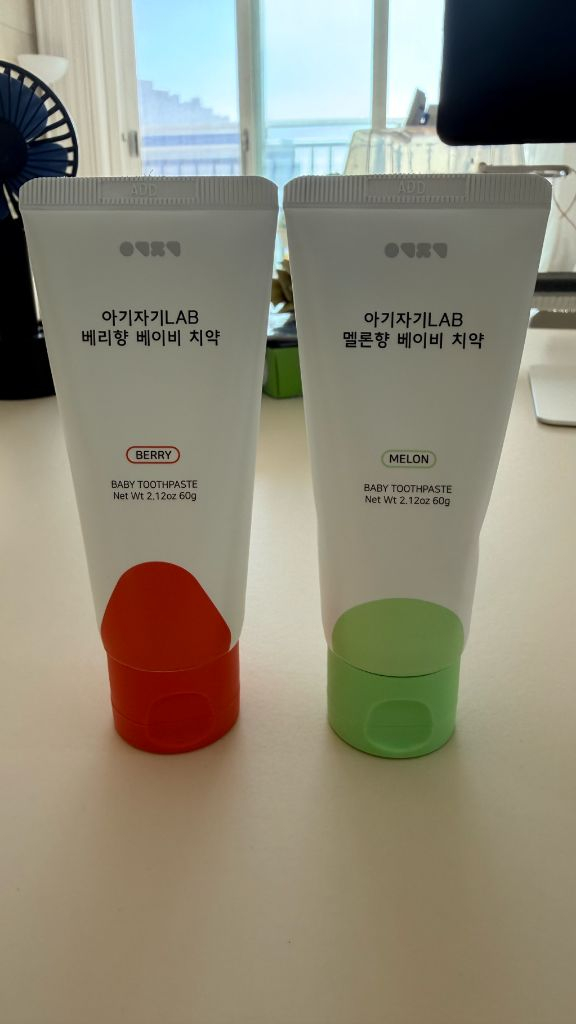 ADD
아기자기LAB
베리향 베이비 치약
BERRY
BABY TOOTHPASTE
Net Wt 2.12oz 60g
ADD
아기자기LAB
멜론향 베이비 치약
MELON
BABY TOOTHPASTE
Net Wt 2.12oz 60g